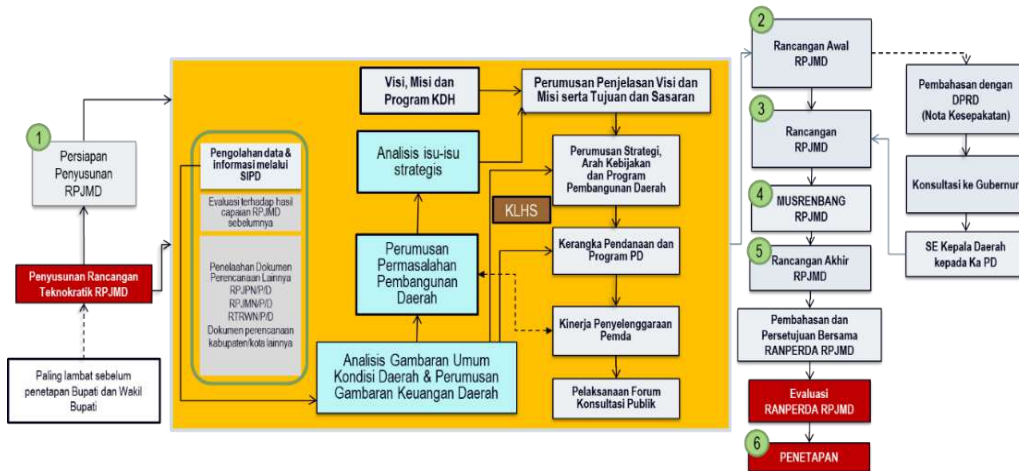 1
Persiapan
Penyusunan
RPJMD
Penyusunan Rancangan
Teknokratik RPJMD
Paling lambat sebelum
penetapan Bupati dan Wakil
Bupati
Pengolahan data &
informasi melalui
SIPD
Evaluasi terhadap hasil
capaian RPJMD
sebelumnya
Penelaahan Dokumen
Perencanaan Lainnya
RPJPN/P/D
RPJMN/P/D
RTRWN/P/D
Dokumen perencanaan
kabupaten/kota lainnya
Visi, Misi dan
Program KDH
Analisis isu-isu
strategis
Perumusan
Permasalahan
Pembangunan
Daerah
Analisis Gambaran Umum
Kondisi Daerah & Perumusan
Gambaran Keuangan Daerah
KLHS
Perumusan Penjelasan Visi dan
Misi serta Tujuan dan Sasaran
Perumusan Strategi,
Arah Kebijakan
dan Program
Pembangunan Daerah
Kerangka Pendanaan dan
Program PD
Kinerja Penyelenggaraan
Pemda
Pelaksanaan Forum
Konsultasi Publik
2
Rancangan Awal
RPJMD
3
Rancangan
RPJMD
4
MUSRENBANG
RPJMD
5
Rancangan Akhir
RPJMD
Pembahasan dan
Persetujuan Bersama
RANPERDA RPJMD
Evaluasi
RANPERDA RPJMD
6
PENETAPAN
Pembahasan dengan
DPRD
(Nota Kesepakatan)
Konsultasi ke Gubernur
SE Kepala Daerah
kepada Ka PD